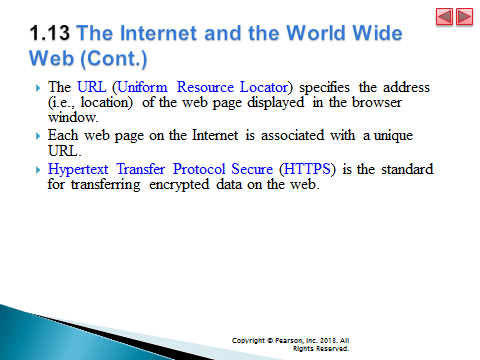 1.13 The Internet and the World Wide
Web (Cont.)
The URL (Uniform Resource Locator) specifies the address
(i.e., location) of the web page displayed in the browser
window.
Each web page on the Internet is associated with a unique
URL.
Hypertext Transfer Protocol Secure (HTTPS) is the standard
for transferring encrypted data on the web.
Copyright © Pearson, Inc. 2013. All
Rights Reserved.